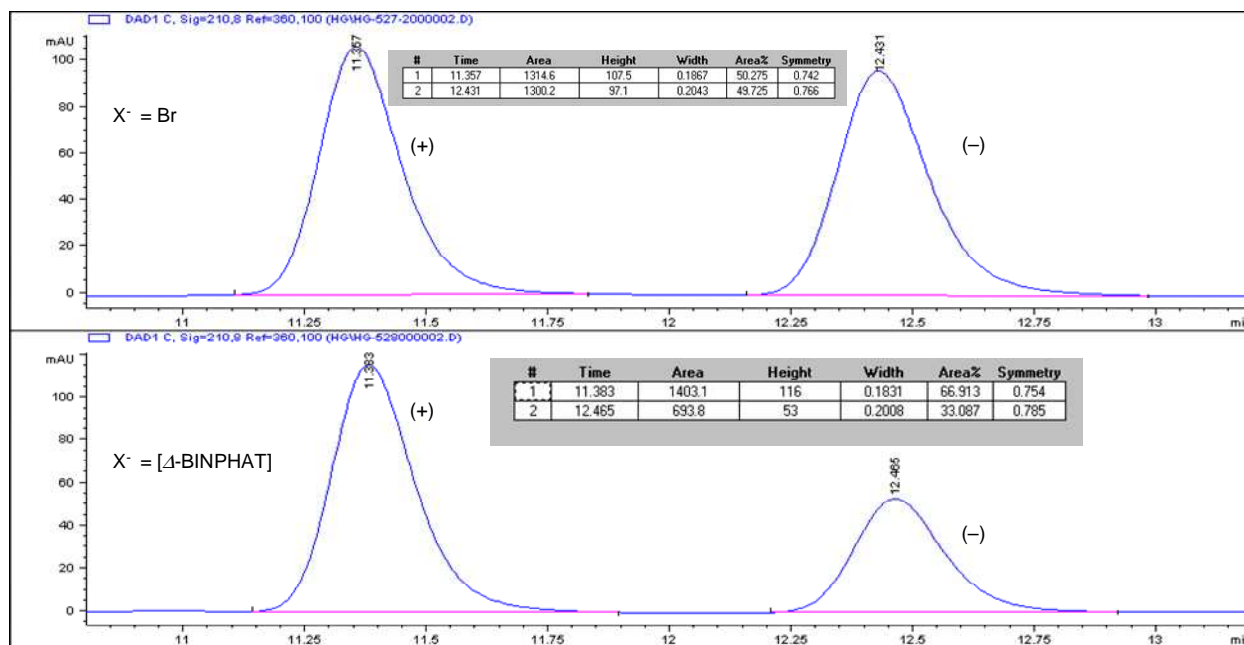 DAD1 C, Sig=210,8 Ref=360,100 (HG\HG-527-2000002.D)
mAU
100
80
60
40
20
0
11.357
12.431
# Time Area Height Width Area% Symmetry
1 11.357 1314.6 107.5 0.1867 50.275 0.742
2 12.431 1300.2 97.1 0.2043 49.725 0.766
X- = Br
(+)
(–)
11 11.25 11.5 11.75 12 12.25 12.5 12.75 13 mi
DAD1 C, Sig=210,8 Ref=360,100 (HG\HG-528000002.D)
mAU
100
80
60
40
20
0
11.383
12.465
# Time Area Height Width Area% Symmetry
1 11.383 1403.1 116 0.1831 66.913 0.754
2 12.465 693.8 53 0.2008 33.087 0.785
X- = [Δ-BINPHAT]
(+)
(–)
11 11.25 11.5 11.75 12 12.25 12.5 12.75 13 mi